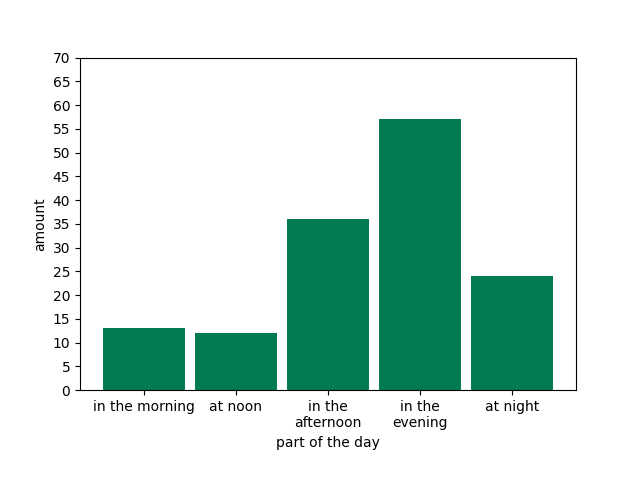 70
65
60
55
50
45
40
35
30
25
20
15
10
5
0
amount
in the morning
at noon
in the
afternoon
in the
evening
at night
part of the day